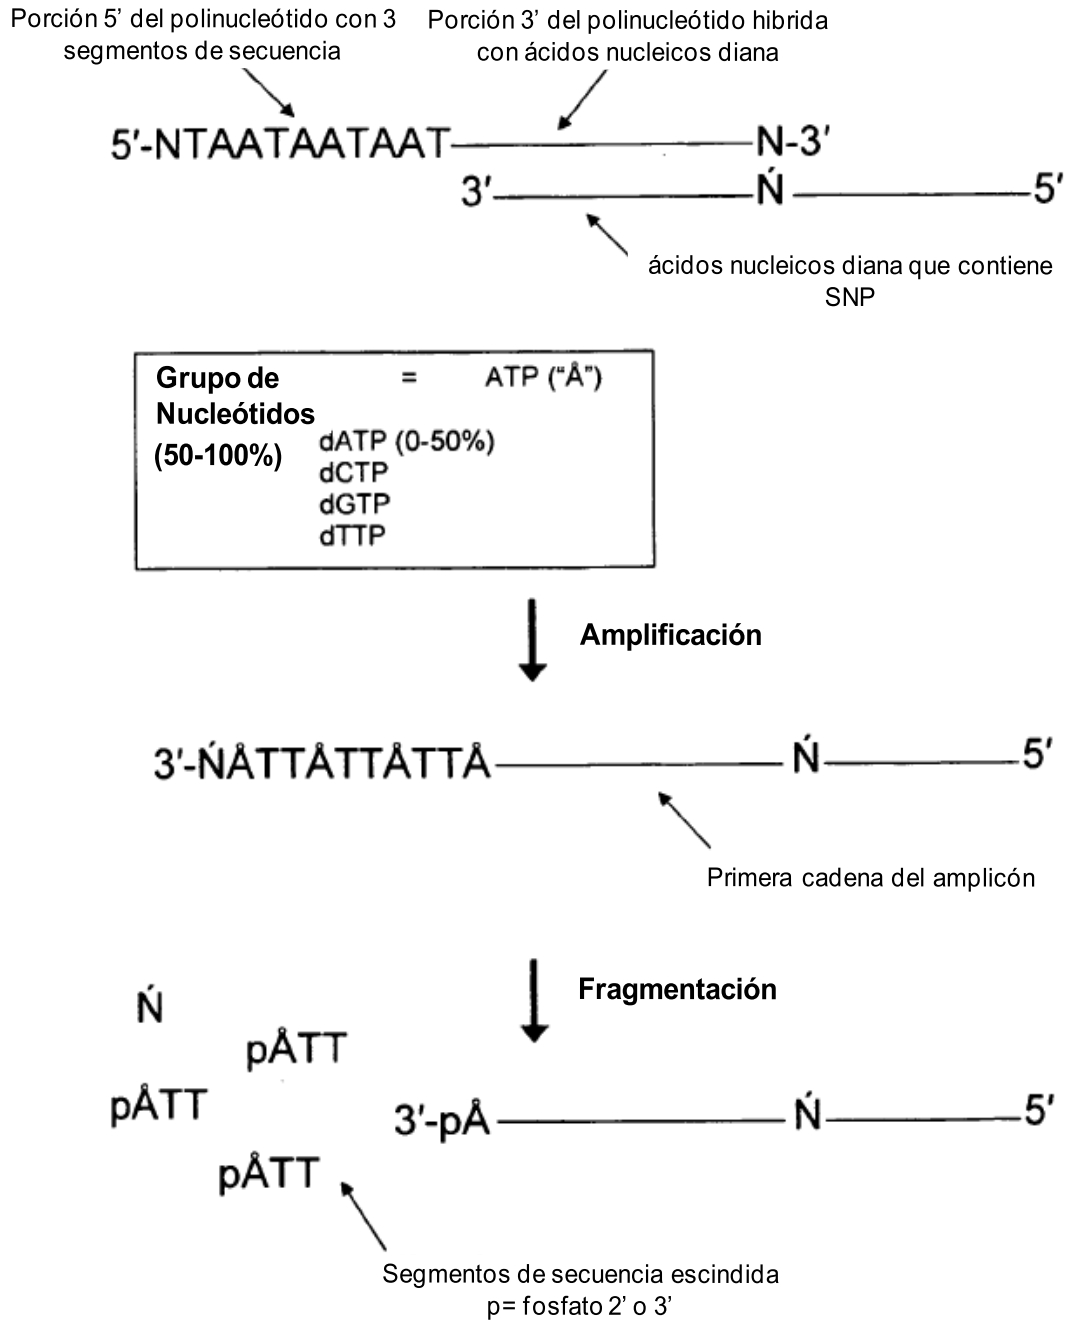 Porción 5’ del polinucleótido con 3
segmentos de secuencia
Porción 3’ del polinucleótido hibrida
con ácidos nucleicos diana
5′-NTAATAATAAT N-3′
3′ Ń 5′
ácidos nucleicos diana que contiene
SNP
Grupo de = ATP (“Å”)
Nucleótidos
(50-100%) dATP (0-50%)
dCTP
dGTP
dTTP
Amplificación
3′-ŃÅTTÅTTÅTTÅ Ń 5′
Primera cadena del amplicón
Fragmentación
Ń
pÅTT
pÅTT
3′-pÅ Ń 5′
pÅTT
Segmentos de secuencia escindida
p= fosfato 2’ o 3’